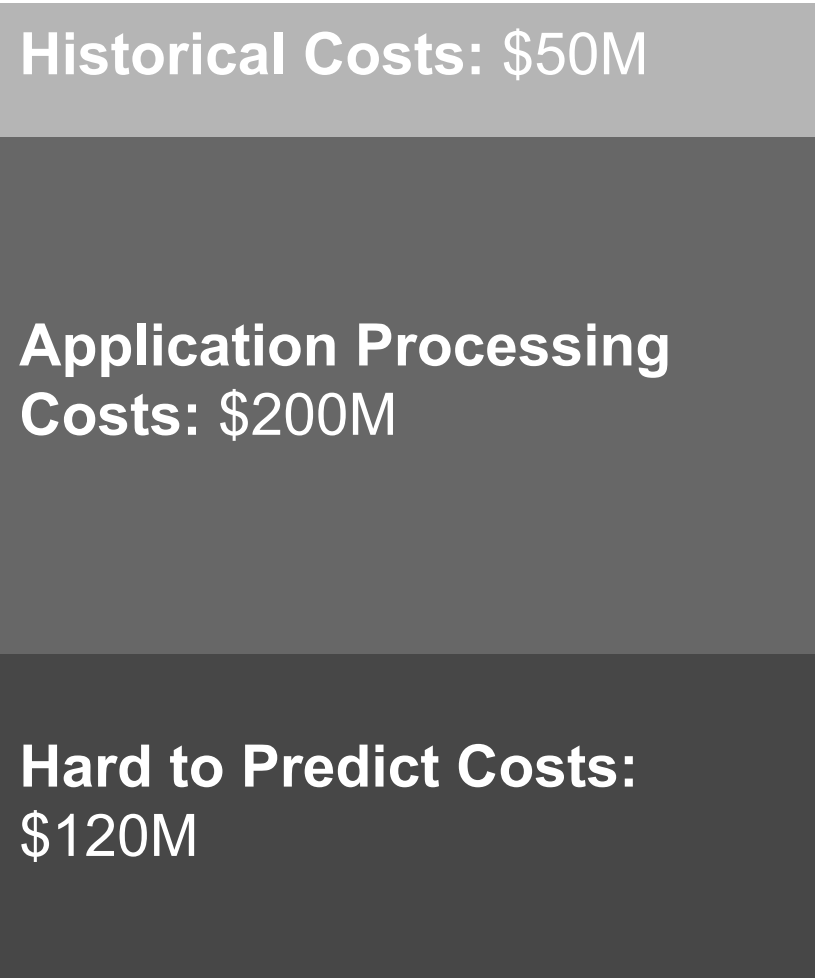 Historical Costs: $50M
Application Processing
Costs: $200M
Hard to Predict Costs:
$120M